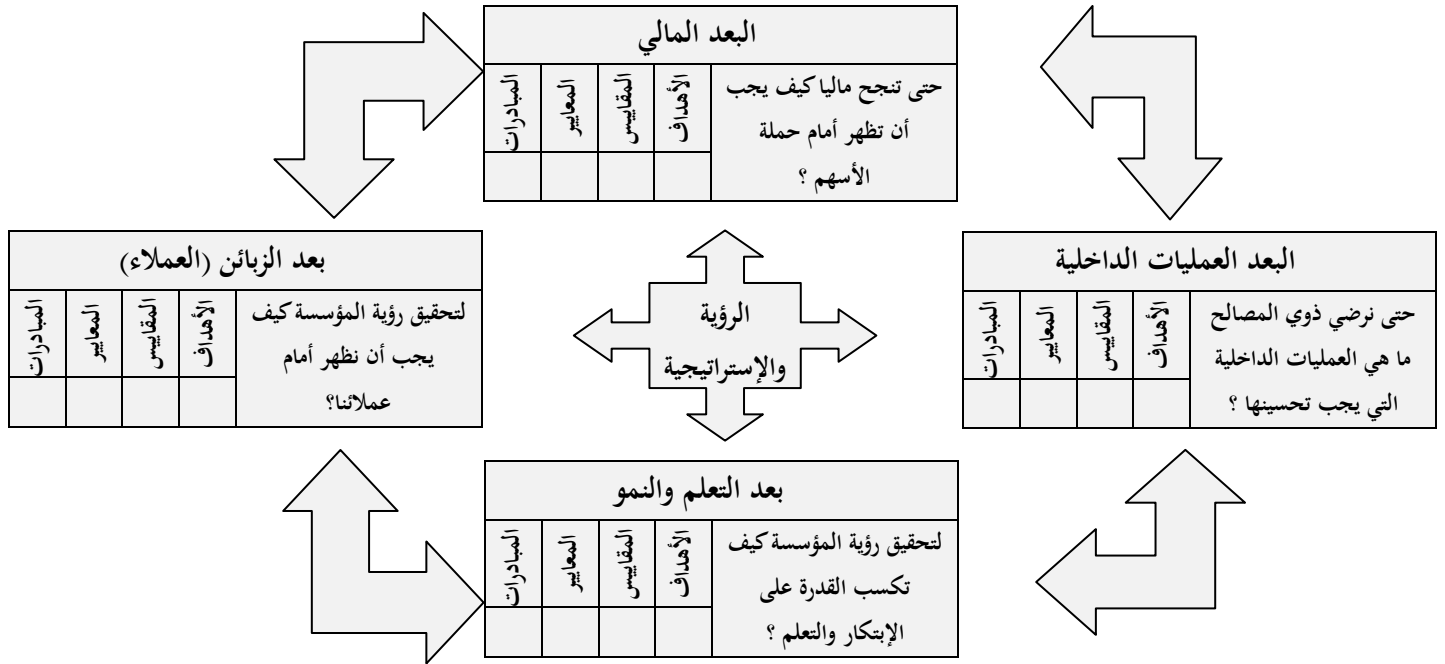 البعد المالي
حتى تنجح ماليا كيف يجب
أن تظهر أمام حملة
الأسهم ؟
الأهداف
المقاييس
المعايير
المبادرات
البعد العمليات الداخلية
حتى نرضي ذوي المصالح
ما هي العمليات الداخلية
التي يجب تحسينها ؟
الأهداف
المقاييس
المعايير
المبادرات
الرؤية
والإستراتيجية
بعد الزبائن (العملاء)
لتحقيق رؤية المؤسسة كيف
يجب أن نظهر أمام
عملائنا؟
الأهداف
المقاييس
المعايير
المبادرات
بعد التعلم والنمو
لتحقيق رؤية المؤسسة كيف
تكسب القدرة على
الإبتكار والتعلم ؟
الأهداف
المقاييس
المعايير
المبادرات